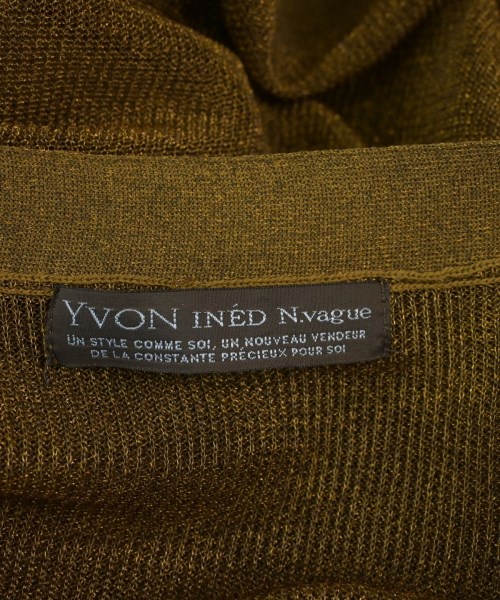 YVON INÉD N.vague
UN STYLE COMME SOI, UN NOUVEAU VENDEUR
DE LA CONSTANTE PRÉCIEUX POUR SOI